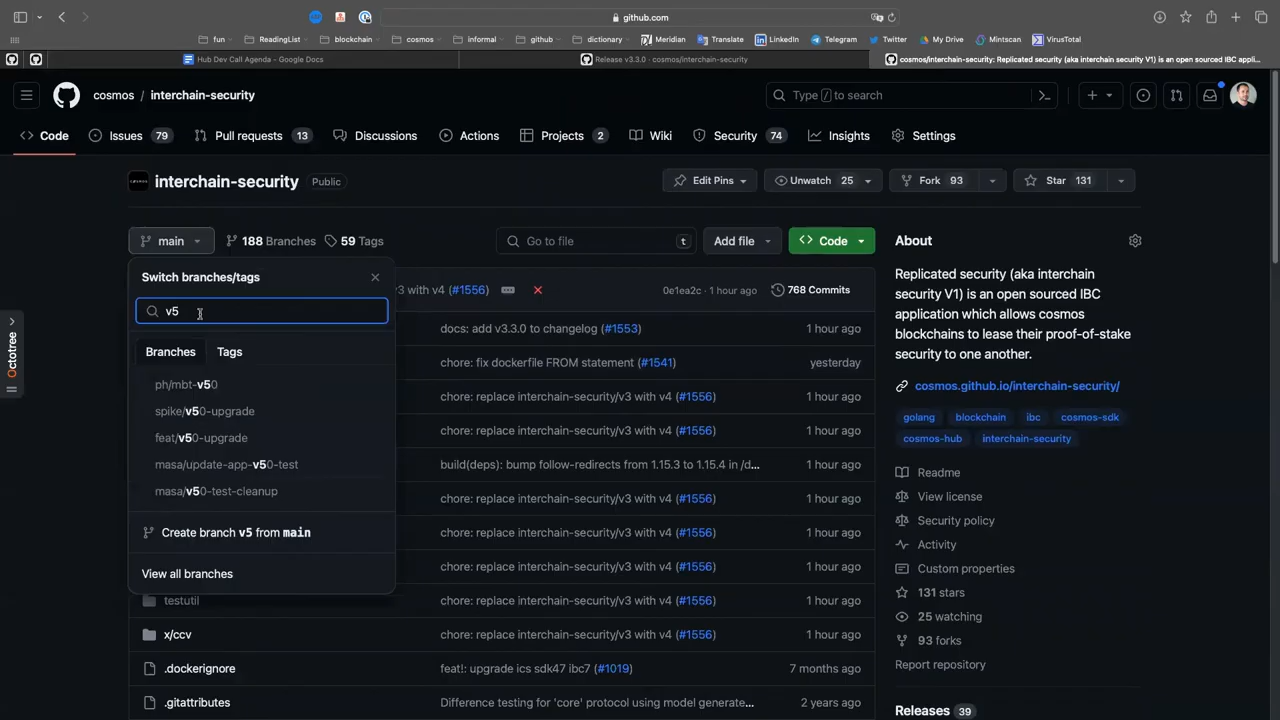 github.com
fun
ReadingList
blockchain
cosmos
informal
github
dictionary
Meridian
Translate
LinkedIn
Telegram
Twitter
My Drive
Mintscan
VirusTotal
Hub Dev Call Agenda - Google Docs
Release v3.3.0 · cosmos/interchain-security
cosmos/interchain-security: Replicated security (aka interchain security V1) is an open sourced IBC appli...
cosmos / interchain-security
Type / to search
Code
Issues 79
Pull requests 13
Discussions
Actions
Projects 2
Wiki
Security 74
Insights
Settings
interchain-security Public
Edit Pins
Unwatch 25
Fork 93
Star 131
main
188 Branches
59 Tags
Go to file t
Add file
Code
Switch branches/tags
v5
Branches
Tags
ph/mbt-v50
spike/v50-upgrade
feat/v50-upgrade
masa/update-app-v50-test
masa/v50-test-cleanup
Create branch v5 from main
View all branches
v3 with v4 (#1556)
0e1ea2c · 1 hour ago
768 Commits
docs: add v3.3.0 to changelog (#1553) 1 hour ago
chore: fix dockerfile FROM statement (#1541) yesterday
chore: replace interchain-security/v3 with v4 (#1556) 1 hour ago
chore: replace interchain-security/v3 with v4 (#1556) 1 hour ago
build(deps): bump follow-redirects from 1.15.3 to 1.15.4 in /d... 1 hour ago
chore: replace interchain-security/v3 with v4 (#1556) 1 hour ago
chore: replace interchain-security/v3 with v4 (#1556) 1 hour ago
chore: replace interchain-security/v3 with v4 (#1556) 1 hour ago
testutil chore: replace interchain-security/v3 with v4 (#1556) 1 hour ago
x/ccv chore: replace interchain-security/v3 with v4 (#1556) 1 hour ago
.dockerignore feat!: upgrade ics sdk47 ibc7 (#1019) 7 months ago
.gitattributes Difference testing for 'core' protocol using model generate... 2 years ago
About
Replicated security (aka interchain
security V1) is an open sourced IBC
application which allows cosmos
blockchains to lease their proof-of-stake
security to one another.
cosmos.github.io/interchain-security/
golang
blockchain
ibc
cosmos-sdk
cosmos-hub
interchain-security
Readme
View license
Security policy
Activity
Custom properties
131 stars
25 watching
93 forks
Report repository
Releases 39
Octotree